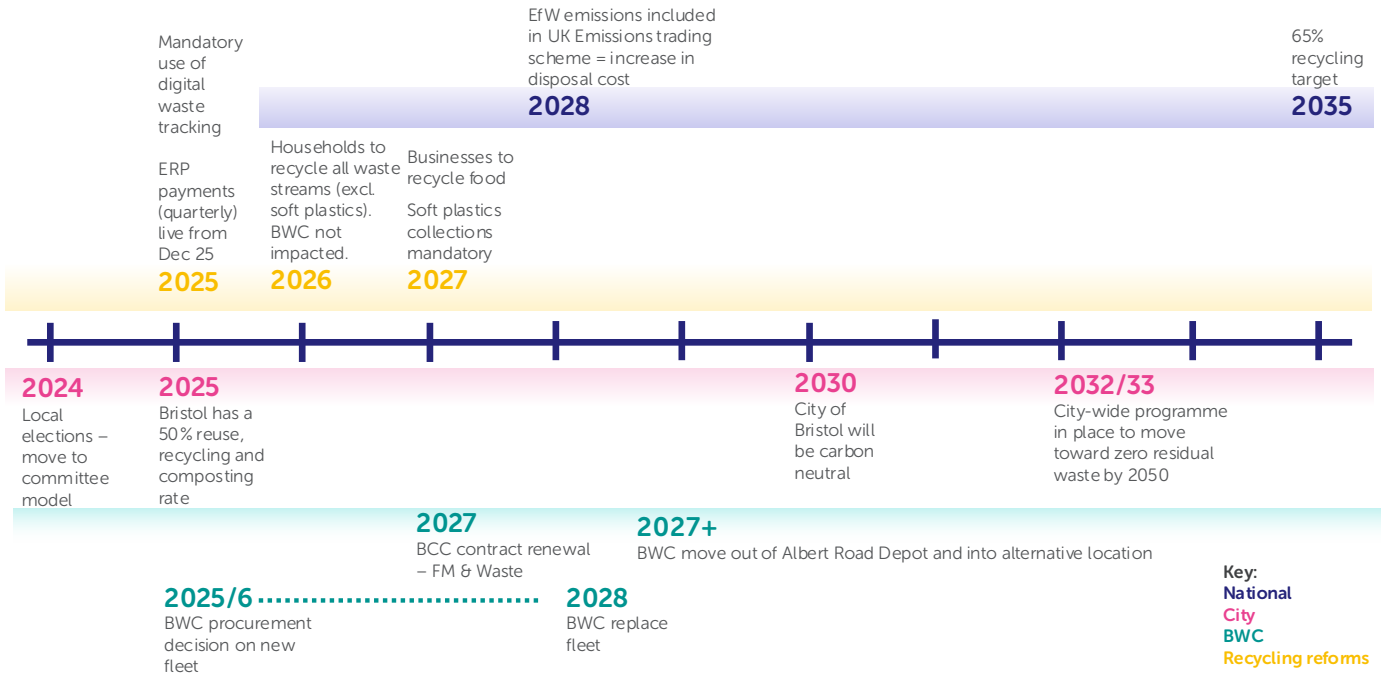 Mandatory
use of
digital
waste
tracking
ERP
payments
(quarterly)
live from
Dec 25
2025
Households to
recycle all waste
streams (excl.
soft plastics).
BWC not
impacted.
2026
Businesses to
recycle food
Soft plastics
collections
mandatory
2027
EfW emissions included
in UK Emissions trading
scheme = increase in
disposal cost
2028
65%
recycling
target
2035
2024
Local
elections –
move to
committee
model
2025
Bristol has a
50% reuse,
recycling and
composting
rate
2030
City of
Bristol will
be carbon
neutral
2032/33
City-wide programme
in place to move
toward zero residual
waste by 2050
2027
BCC contract renewal
– FM & Waste
2027+
BWC move out of Albert Road Depot and into alternative location
2025/6
BWC procurement
decision on new
fleet
2028
BWC replace
fleet
Key:
National
City
BWC
Recycling reforms